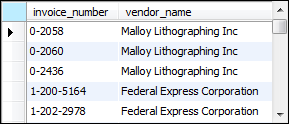 invoice_number vendor_name
0-2058 Malloy Lithographing Inc
0-2060 Malloy Lithographing Inc
0-2436 Malloy Lithographing Inc
1-200-5164 Federal Express Corporation
1-202-2978 Federal Express Corporation